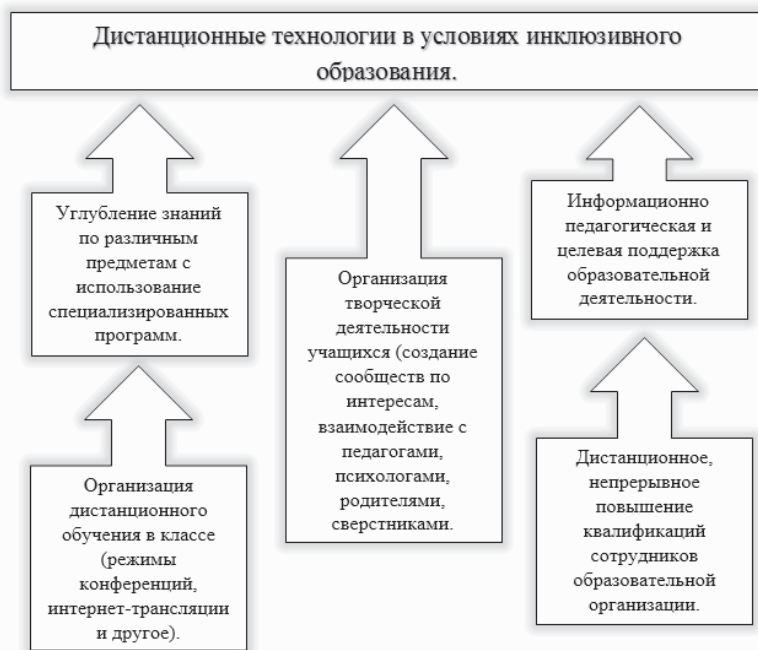 Дистанционные технологии в условиях инклюзивного
образования.
Углубление знаний
по различным
предметам с
использование
специализированных
программ.
Организация
творческой
деятельности
учащихся (создание
сообществ по
интересам,
взаимодействие с
педагогами,
психологами,
родителями,
сверстниками.
Информационно
педагогическая и
целевая поддержка
образовательной
деятельности.
Организация
дистанционного
обучения в классе
(режимы
конференций,
интернет-трансляции
и другое).
Дистанционное,
непрерывное
повышение
квалификаций
сотрудников
образовательной
организации.